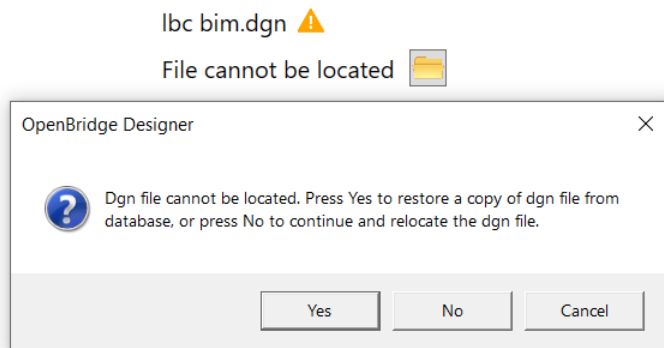 lbc bim.dgn
File cannot be located
OpenBridge Designer
Dgn file cannot be located. Press Yes to restore a copy of dgn file from
database, or press No to continue and relocate the dgn file.
Yes No Cancel